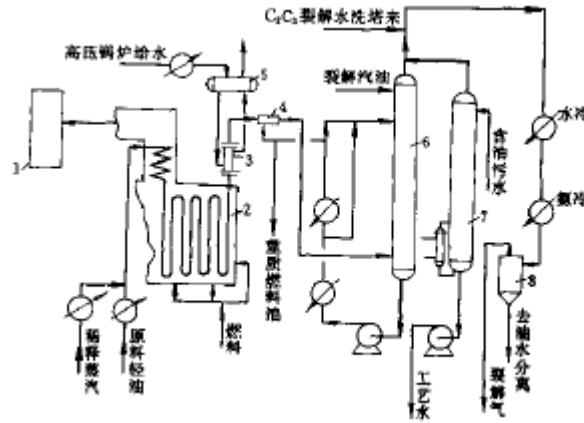 C₂C₃裂解水洗塔来
高压锅炉给水
5
裂解汽油
4
水冷
1
3
6
含油污水
2
氨冷
7
重质燃料油
8
稀释蒸汽
原料轻油
燃料
工艺水
裂解气
去油水分离